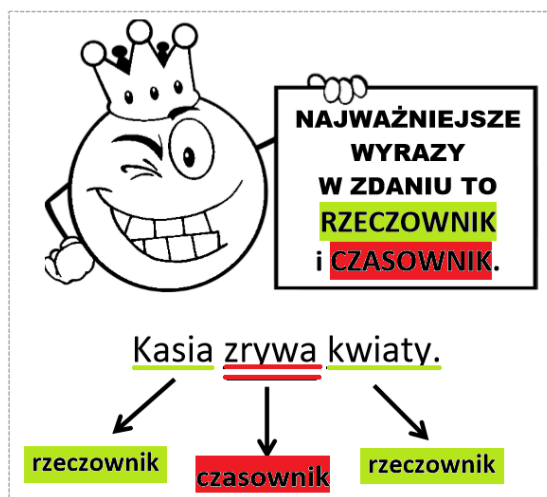 NAJWAŻNIEJSZE
WYRAZY
W ZDANIU TO
RZECZOWNIK
i CZASOWNIK.
Kasia zrywa kwiaty.
rzeczownik
czasownik
rzeczownik